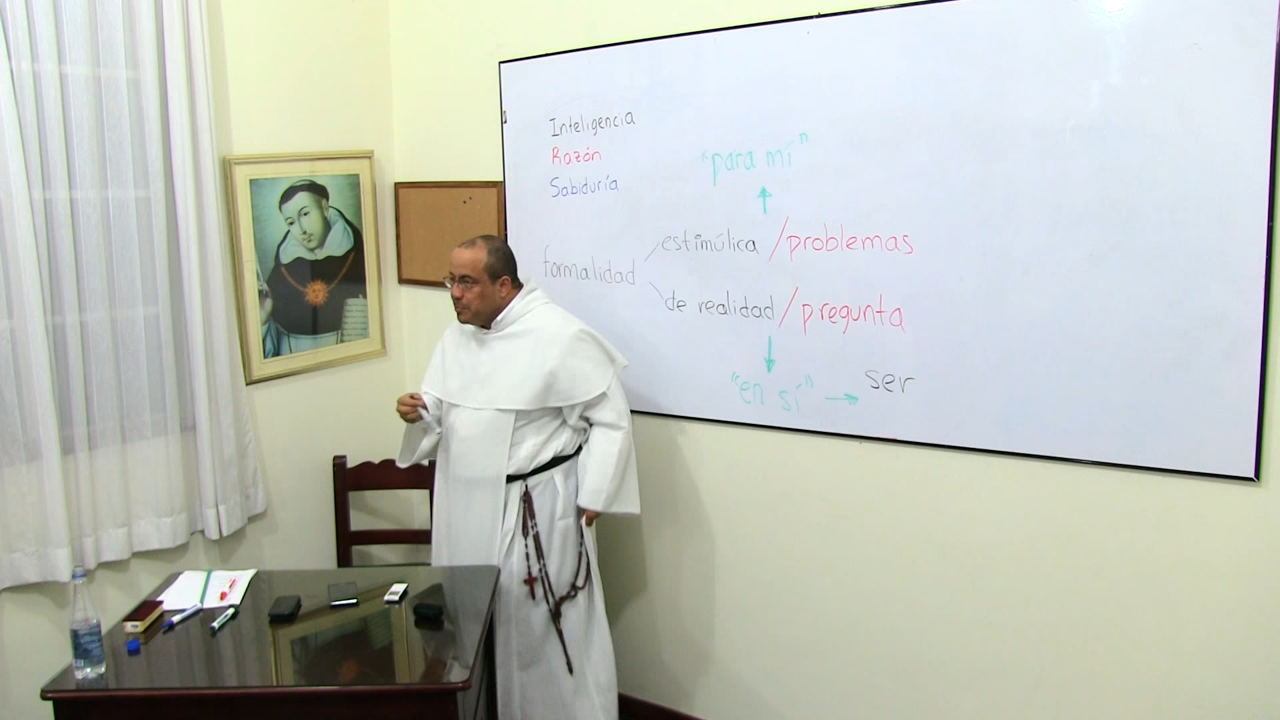 Inteligencia
Razón
Sabiduría
"para mí"
formalidad
estimúlica /problemas
de realidad /pregunta
"en sí" → ser